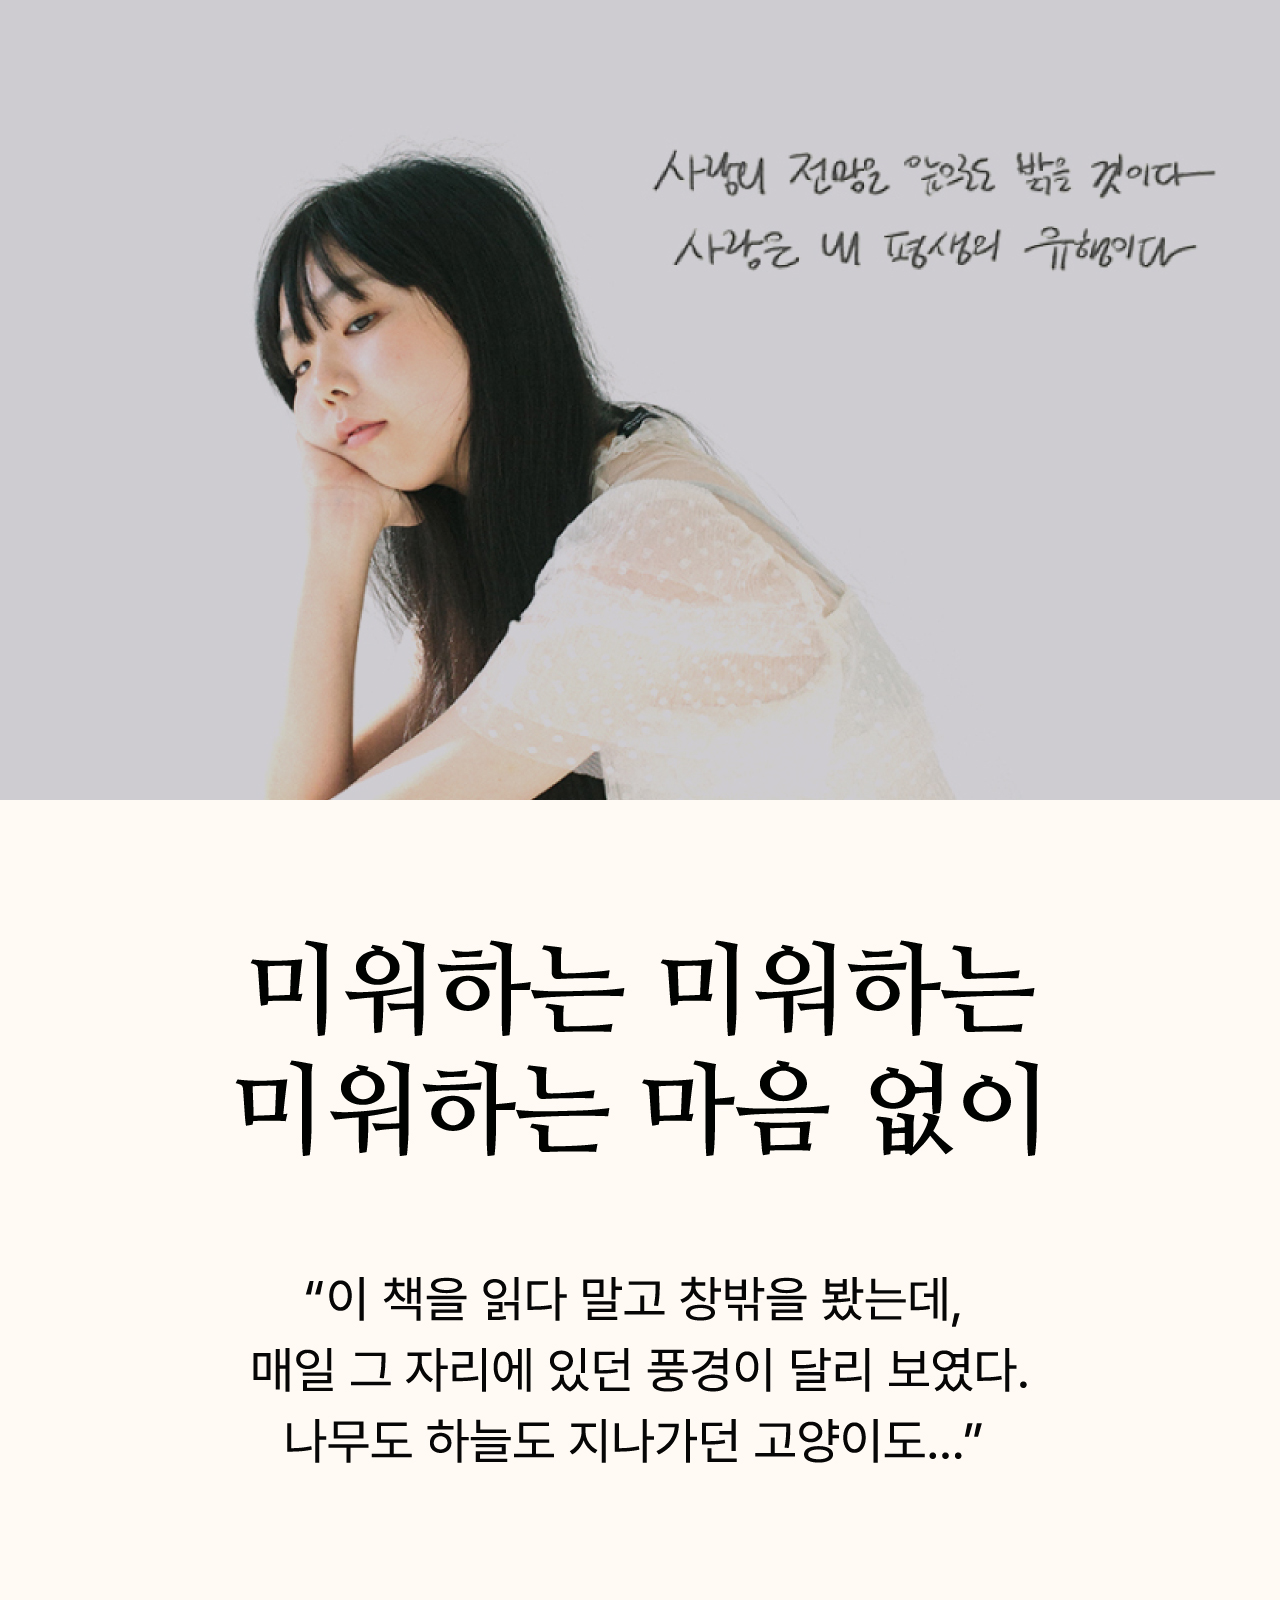 사랑의 전망은 앞으로도 밝을 것이다
사랑은 내 평생의 유행이다
미워하는 미워하는
미워하는 마음 없이
“이 책을 읽다 말고 창밖을 봤는데,
매일 그 자리에 있던 풍경이 달리 보였다.
나무도 하늘도 지나가던 고양이도...”